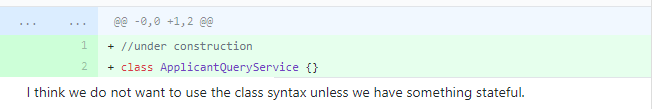 ... ... @@ -0,0 +1,2 @@
1 + //under construction
2 + class ApplicantQueryService {}
I think we do not want to use the class syntax unless we have something stateful.